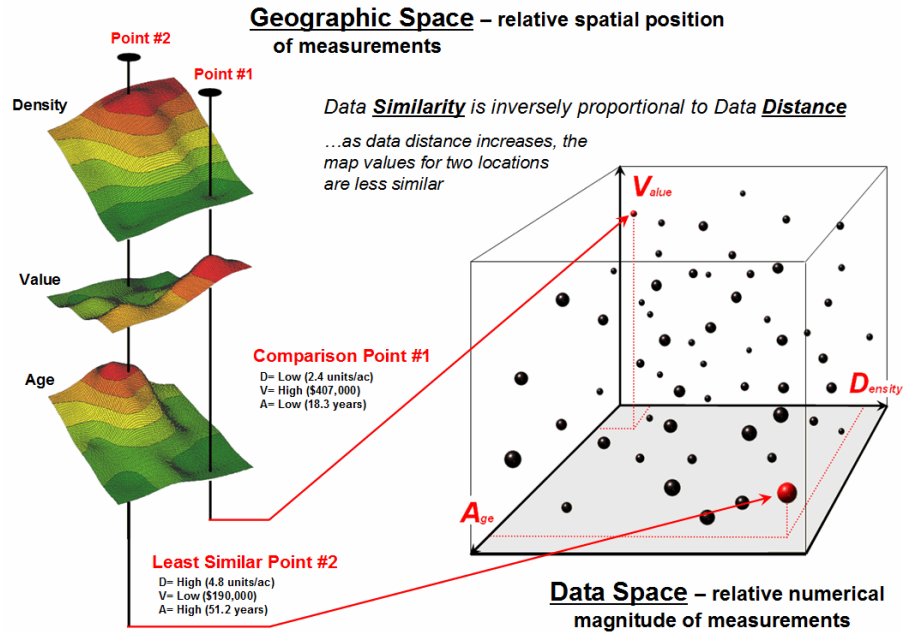 Geographic Space – relative spatial position
of measurements
Point #2
Point #1
Density
Data Similarity is inversely proportional to Data Distance
…as data distance increases, the
map values for two locations
are less similar
Value
Value
Age
Comparison Point #1
D= Low (2.4 units/ac)
V= High ($407,000)
A= Low (18.3 years)
Density
Age
Least Similar Point #2
D= High (4.8 units/ac)
V= Low ($190,000)
A= High (51.2 years)
Data Space – relative numerical
magnitude of measurements